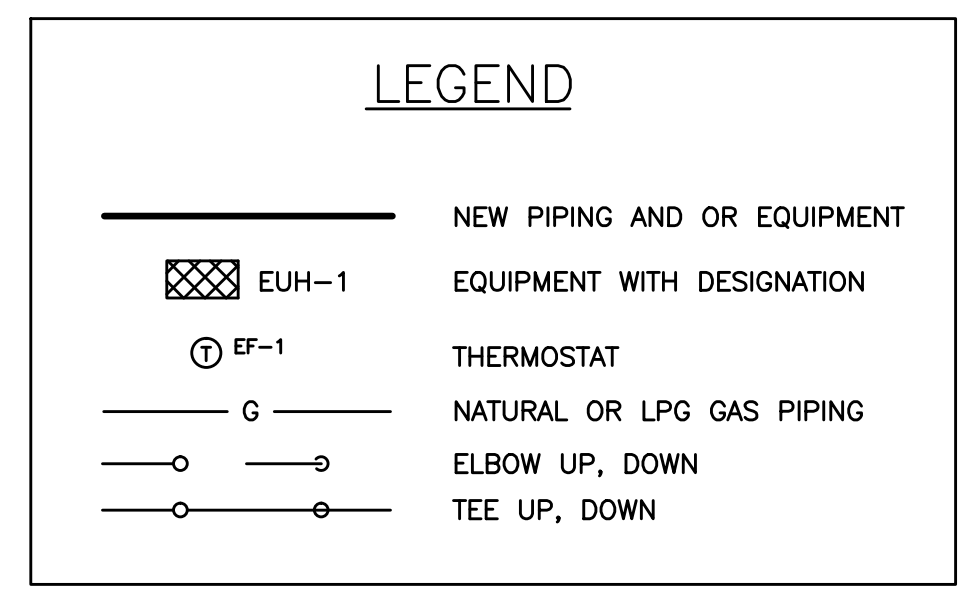 LEGEND
NEW PIPING AND OR EQUIPMENT
EUH-1 EQUIPMENT WITH DESIGNATION
T EF-1 THERMOSTAT
G NATURAL OR LPG GAS PIPING
ELBOW UP, DOWN
TEE UP, DOWN